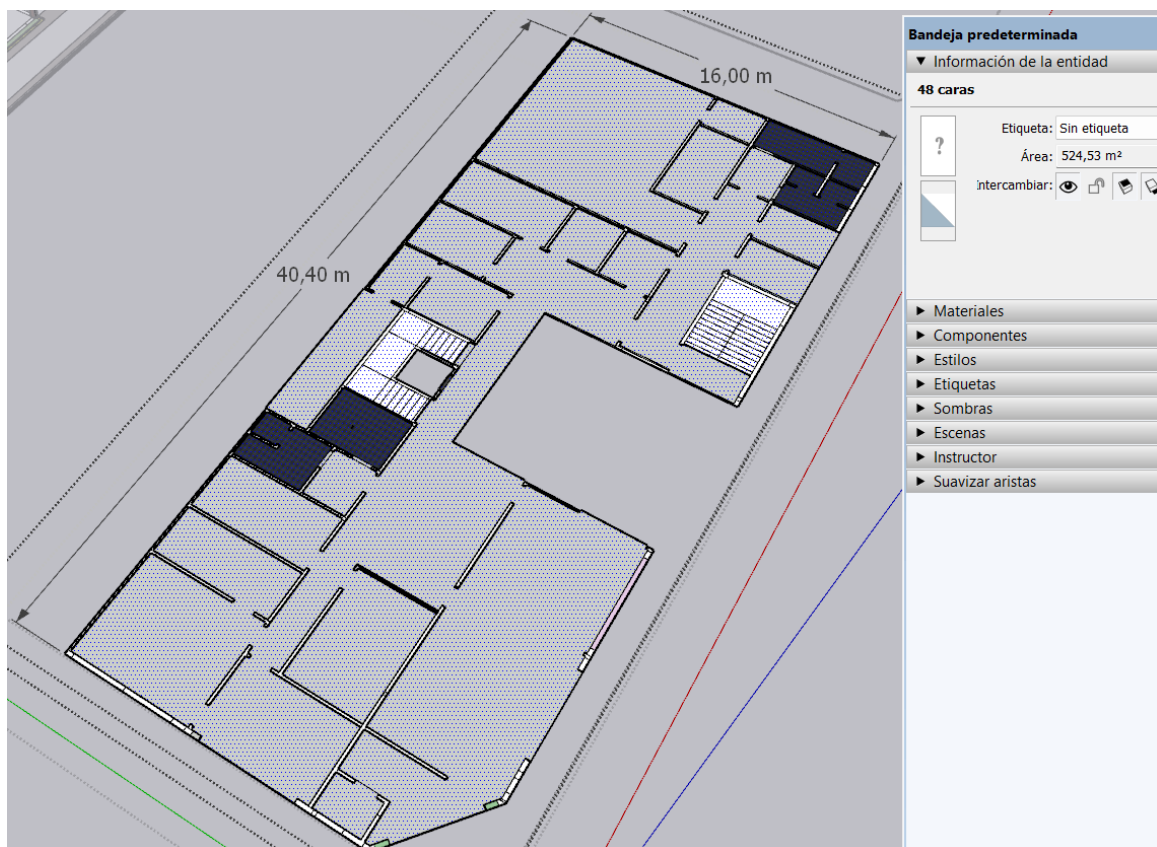 16,00 m
40,40 m
Bandeja predeterminada
▼ Información de la entidad
48 caras
?
Etiqueta: Sin etiqueta
Área: 524,53 m²
Intercambiar:
▶ Materiales
▶ Componentes
▶ Estilos
▶ Etiquetas
▶ Sombras
▶ Escenas
▶ Instructor
▶ Suavizar aristas